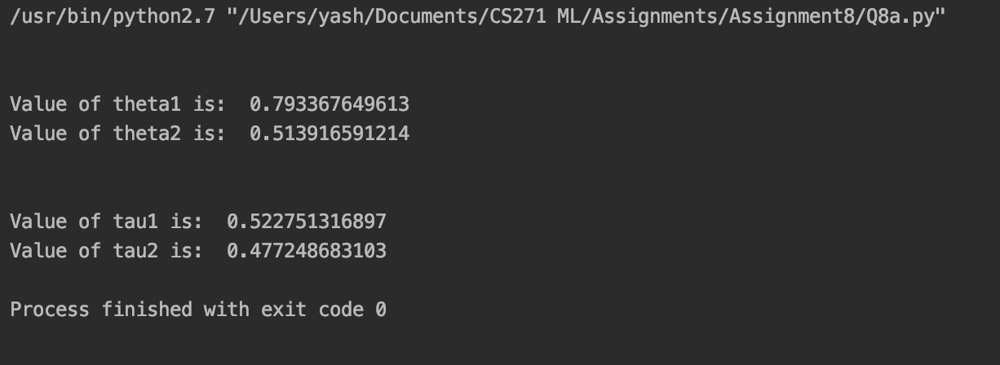 /usr/bin/python2.7 "/Users/yash/Documents/CS271 ML/Assignments/Assignment8/Q8a.py"
Value of theta1 is:  0.793367649613
Value of theta2 is:  0.513916591214
Value of tau1 is:  0.522751316897
Value of tau2 is:  0.477248683103
Process finished with exit code 0